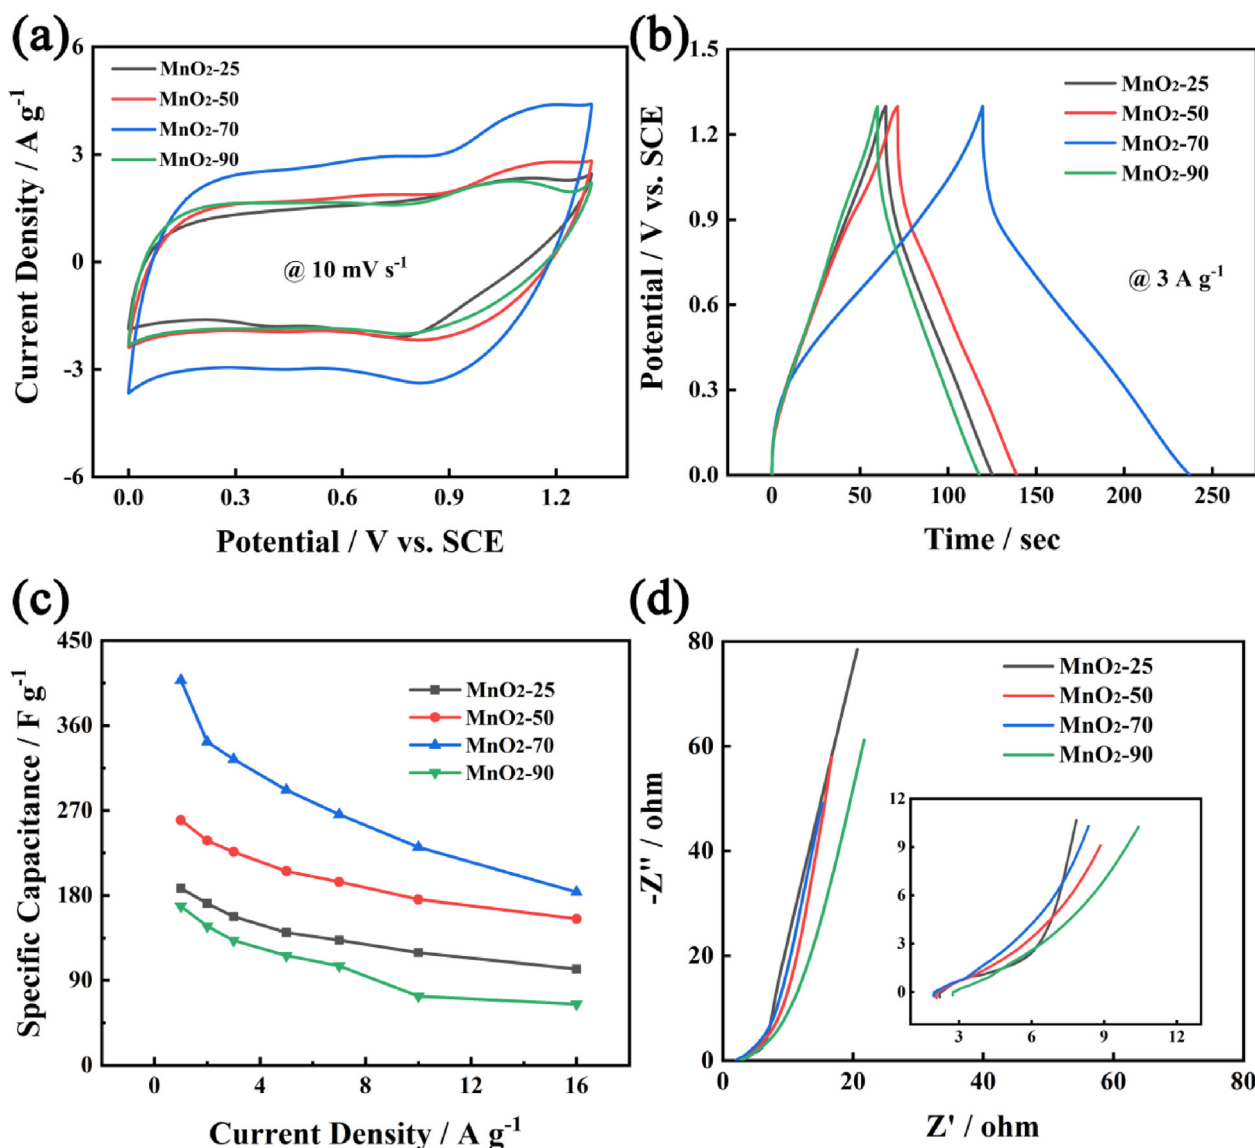 (a)
6
3
0
-3
-6
Current Density / A g⁻¹
MnO₂-25
MnO₂-50
MnO₂-70
MnO₂-90
@ 10 mV s⁻¹
0.0 0.3 0.6 0.9 1.2
Potential / V vs. SCE
(b)
1.5
1.2
0.9
0.6
0.3
0.0
Potential / V vs. SCE
MnO₂-25
MnO₂-50
MnO₂-70
MnO₂-90
@ 3 A g⁻¹
0 50 100 150 200 250
Time / sec
(c)
450
360
270
180
90
0
Specific Capacitance / F g⁻¹
MnO₂-25
MnO₂-50
MnO₂-70
MnO₂-90
0 4 8 12 16
Current Density / A g⁻¹
(d)
80
60
40
20
0
-Z'' / ohm
MnO₂-25
MnO₂-50
MnO₂-70
MnO₂-90
12
9
6
3
0
3 6 9 12
0 20 40 60 80
Z' / ohm